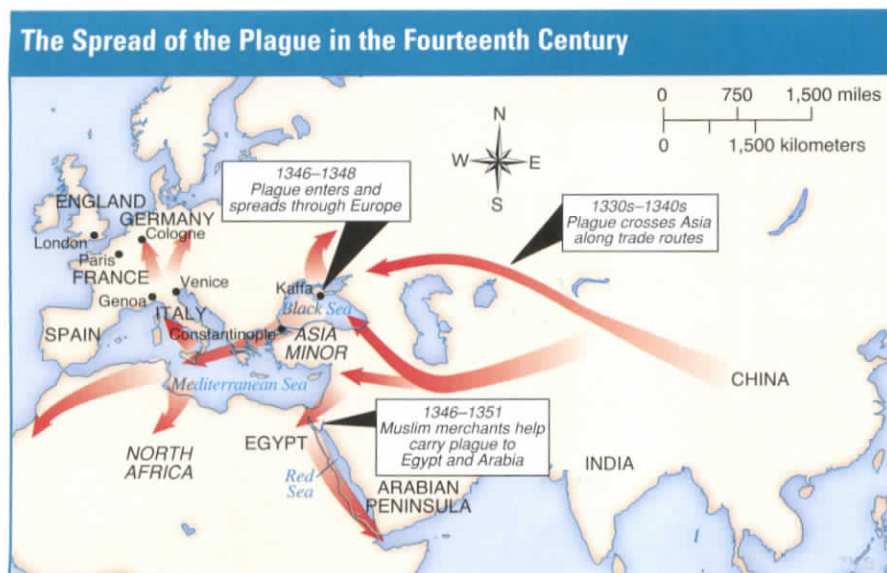 The Spread of the Plague in the Fourteenth Century
0 750 1,500 miles
0 1,500 kilometers
N
W E
S
1346–1348
Plague enters and
spreads through Europe
1330s–1340s
Plague crosses Asia
along trade routes
ENGLAND
London
GERMANY
Cologne
Paris
FRANCE
Genoa
Venice
ITALY
SPAIN
Kaffa
Black Sea
Constantinople
ASIA
MINOR
Mediterranean Sea
CHINA
1346–1351
Muslim merchants help
carry plague to
Egypt and Arabia
NORTH
AFRICA
EGYPT
Red
Sea
ARABIAN
PENINSULA
INDIA